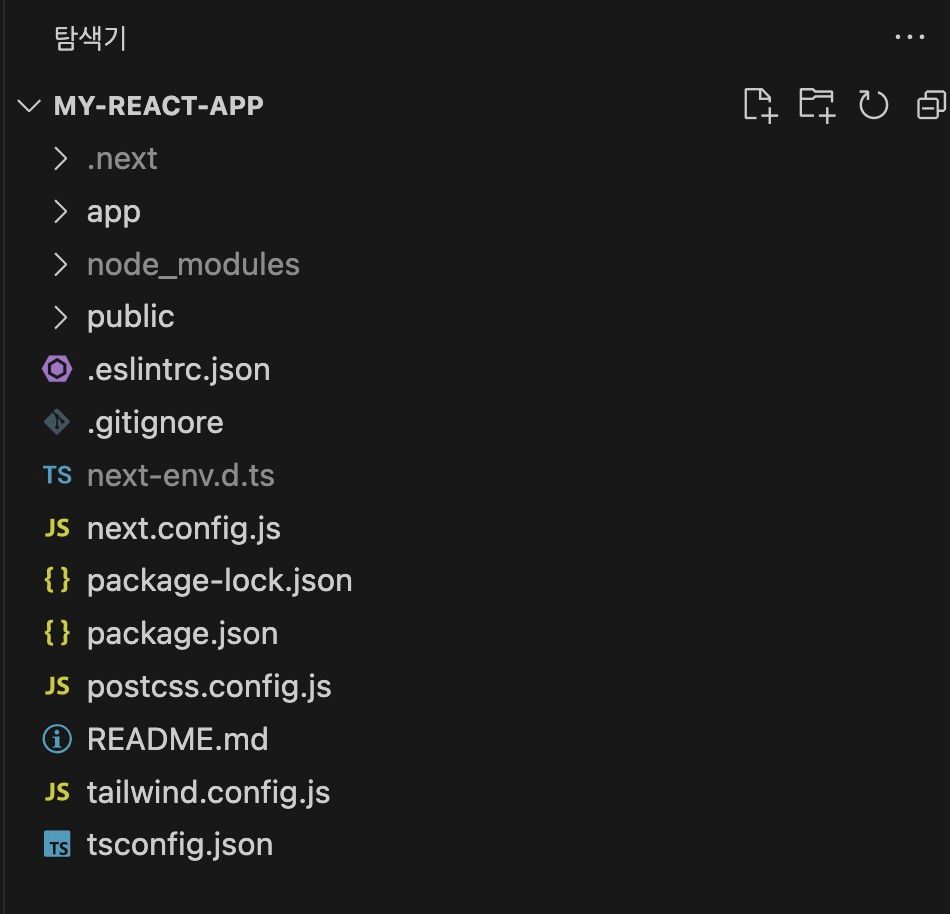 탐색기
MY-REACT-APP
.next
app
node_modules
public
.eslintrc.json
.gitignore
TS next-env.d.ts
JS next.config.js
{} package-lock.json
{} package.json
JS postcss.config.js
README.md
JS tailwind.config.js
TS tsconfig.json